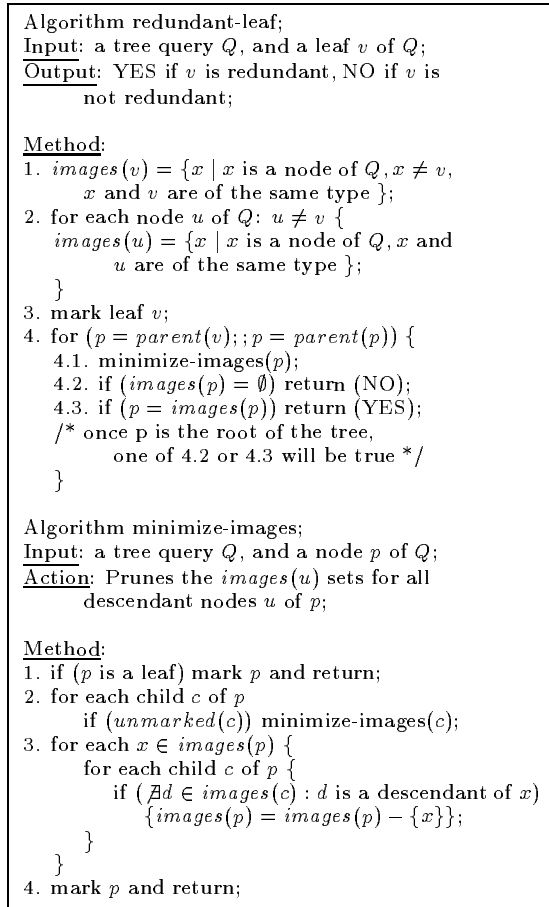 Algorithm redundant-leaf;
Input: a tree query Q, and a leaf v of Q;
Output: YES if v is redundant, NO if v is
not redundant;
Method:
1. images(v) = {x | x is a node of Q, x ≠ v,
x and v are of the same type };
2. for each node u of Q: u ≠ v {
images(u) = {x | x is a node of Q, x and
u are of the same type };
}
3. mark leaf v;
4. for (p = parent(v); ; p = parent(p)) {
4.1. minimize-images(p);
4.2. if (images(p) = ∅) return (NO);
4.3. if (p = images(p)) return (YES);
/* once p is the root of the tree,
one of 4.2 or 4.3 will be true */
}
Algorithm minimize-images;
Input: a tree query Q, and a node p of Q;
Action: Prunes the images(u) sets for all
descendant nodes u of p;
Method:
1. if (p is a leaf) mark p and return;
2. for each child c of p
if (unmarked(c)) minimize-images(c);
3. for each x ∈ images(p) {
for each child c of p {
if ( ∄d ∈ images(c) : d is a descendant of x)
{images(p) = images(p) − {x}};
}
}
4. mark p and return;